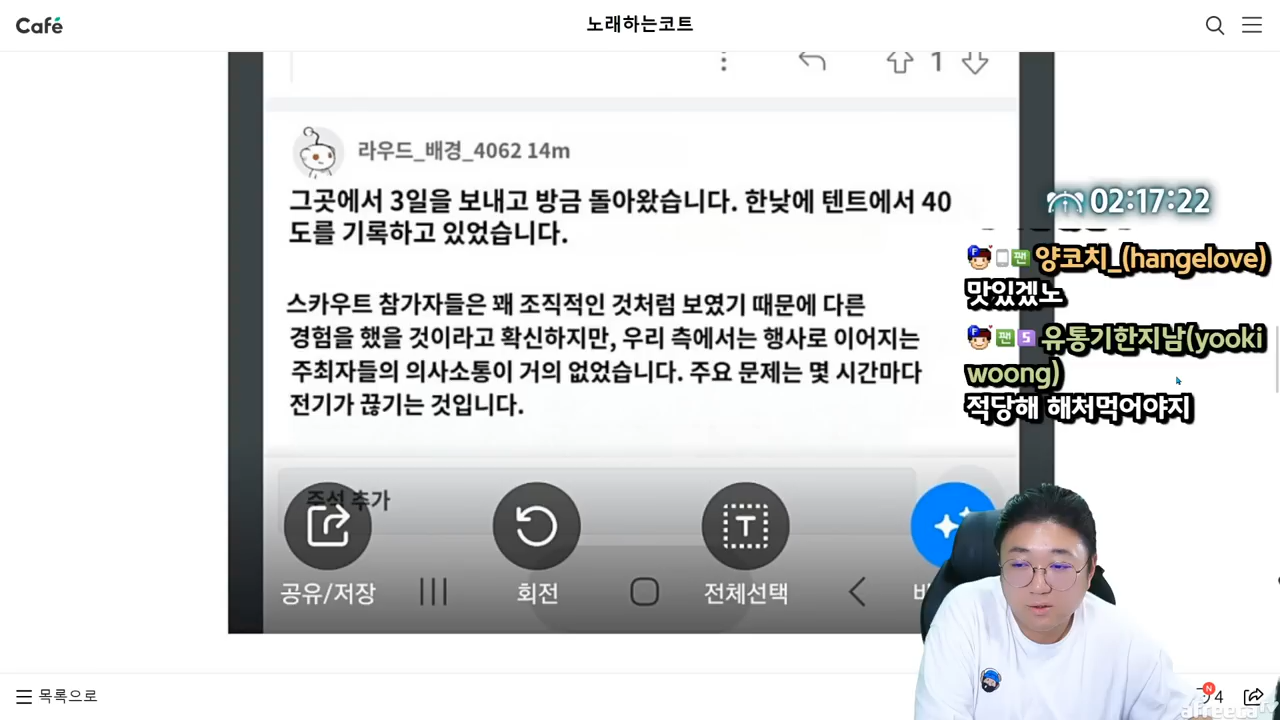 Café
노래하는코트
1
라우드_배경_4062 14m
그곳에서 3일을 보내고 방금 돌아왔습니다. 한낮에 텐트에서 40
도를 기록하고 있었습니다.
스카우트 참가자들은 꽤 조직적인 것처럼 보였기 때문에 다른
경험을 했을 것이라고 확신하지만, 우리 측에서는 행사로 이어지는
주최자들의 의사소통이 거의 없었습니다. 주요 문제는 몇 시간마다
전기가 끊기는 것입니다.
주석 추가
T
공유/저장
회전
전체선택
02:17:22
팬 양코치_(hangelove)
맛있겠노
팬 S 유통기한지남(yooki
woong)
적당해 해처먹어야지
목록으로
N
4
afreecaTV